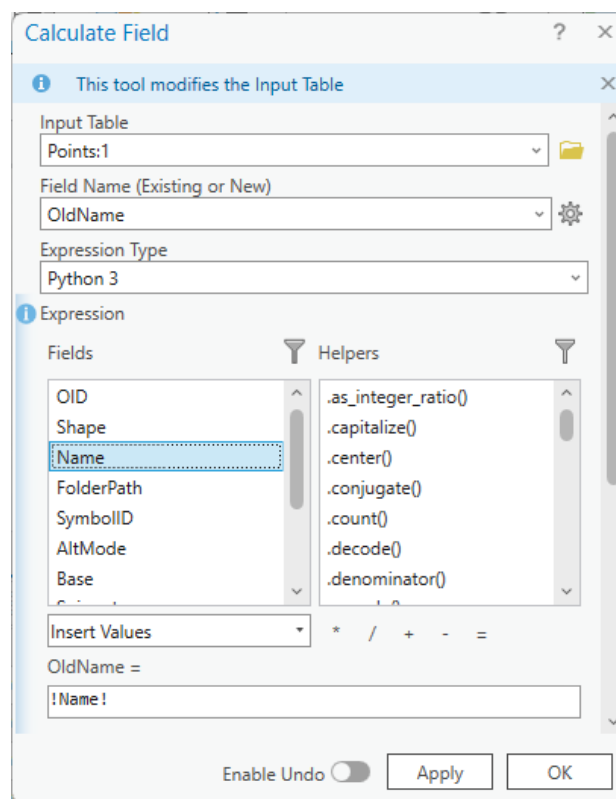 Calculate Field ? ×
This tool modifies the Input Table ×
Input Table
Points:1
Field Name (Existing or New)
OldName
Expression Type
Python 3
Expression
Fields Helpers
OID .as_integer_ratio()
Shape .capitalize()
Name .center()
FolderPath .conjugate()
SymbolID .count()
AltMode .decode()
Base .denominator()
Insert Values * / + - =
OldName =
!Name!
Enable Undo Apply OK